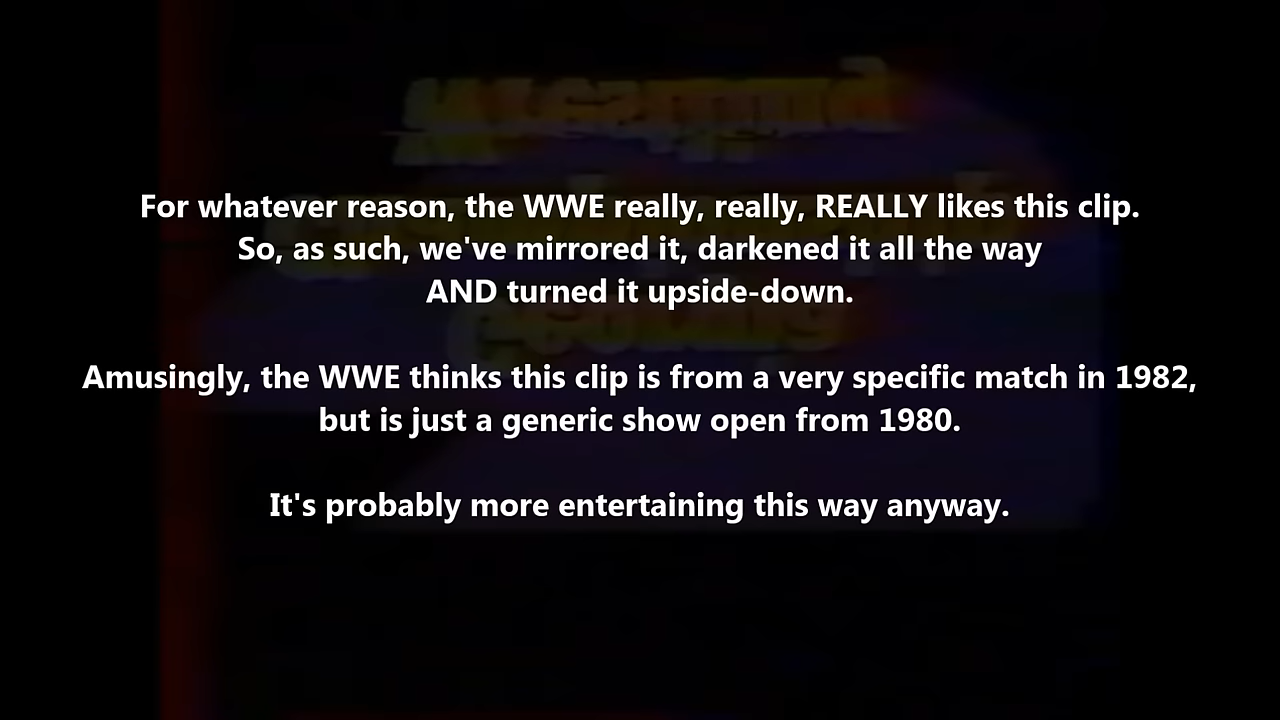 For whatever reason, the WWE really, really, REALLY likes this clip.
So, as such, we've mirrored it, darkened it all the way
AND turned it upside-down.
Amusingly, the WWE thinks this clip is from a very specific match in 1982,
but is just a generic show open from 1980.
It's probably more entertaining this way anyway.